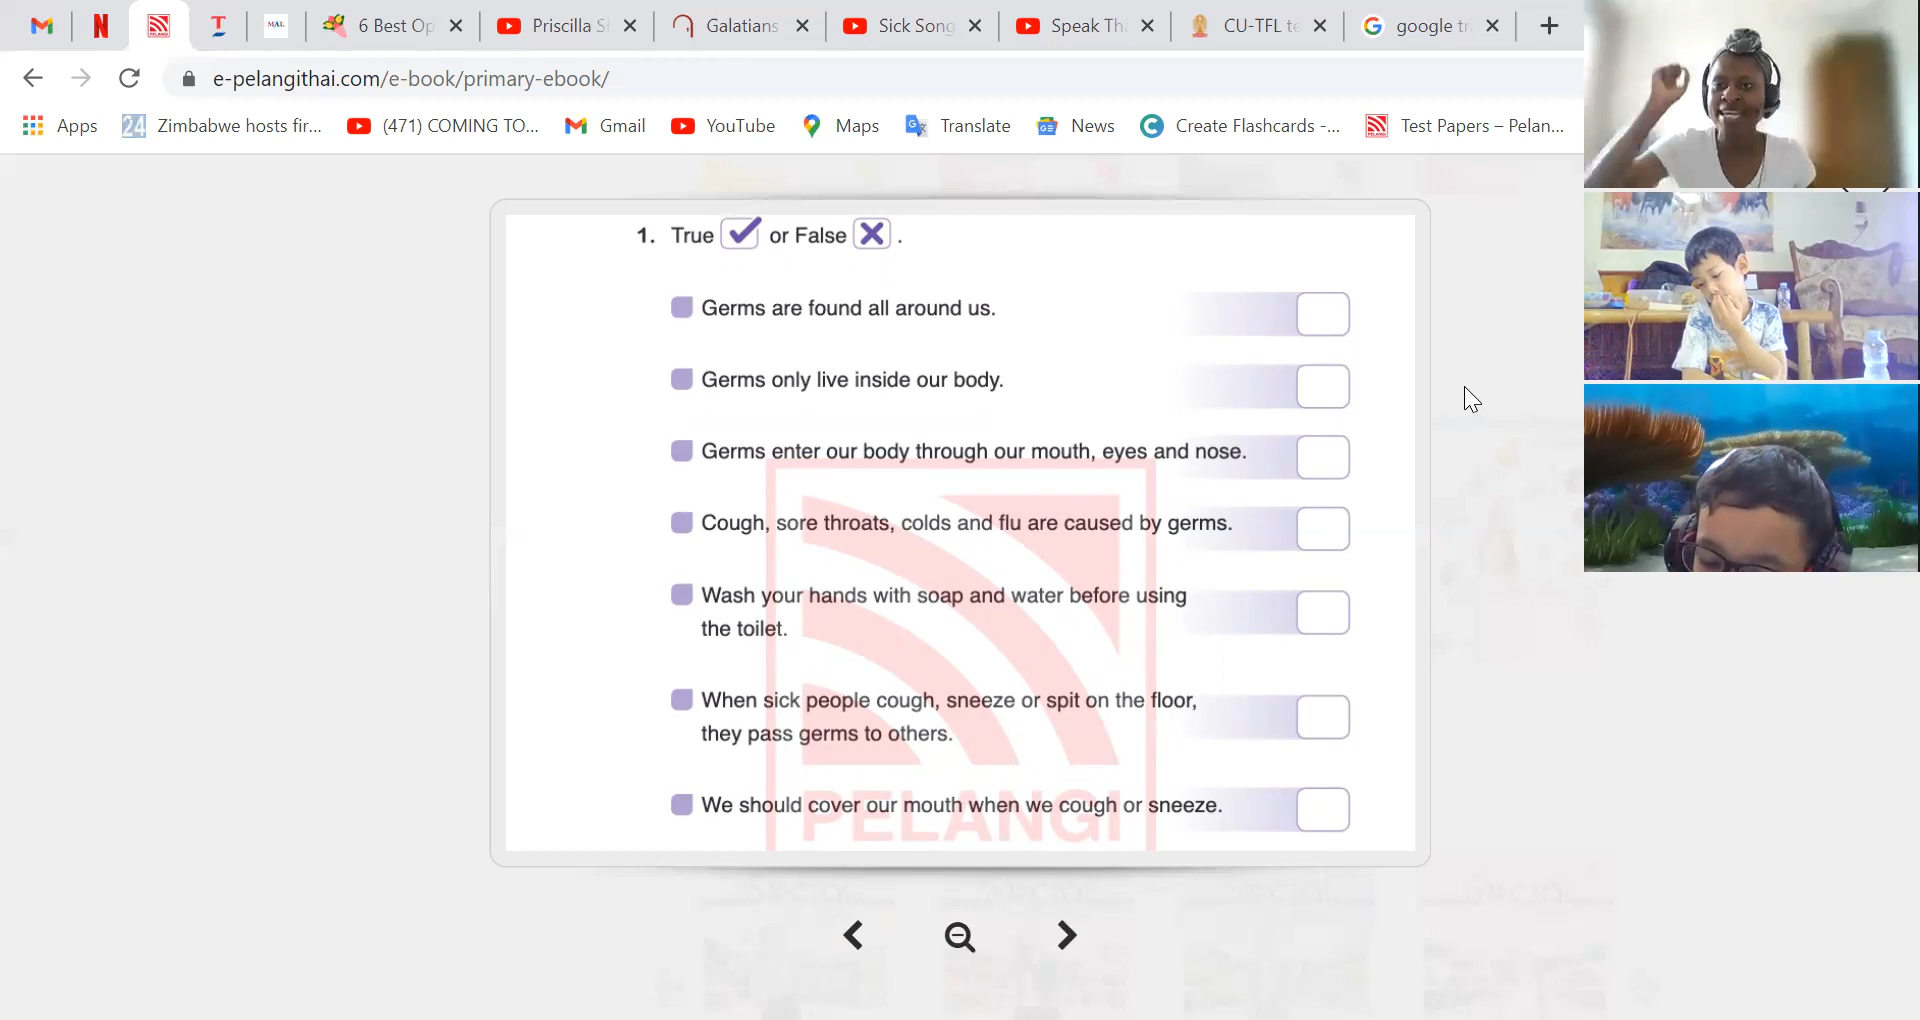 6 Best Op
Priscilla S
Galatians
Sick Song
Speak Th
CU-TFL te
google tr
e-pelangithai.com/e-book/primary-ebook/
Apps
24
Zimbabwe hosts fir...
(471) COMING TO...
Gmail
YouTube
Maps
Translate
News
Create Flashcards -...
Test Papers – Pelan...
1. True or False .
Germs are found all around us.
Germs only live inside our body.
Germs enter our body through our mouth, eyes and nose.
Cough, sore throats, colds and flu are caused by germs.
Wash your hands with soap and water before using
the toilet.
When sick people cough, sneeze or spit on the floor,
they pass germs to others.
We should cover our mouth when we cough or sneeze.
PELANGI